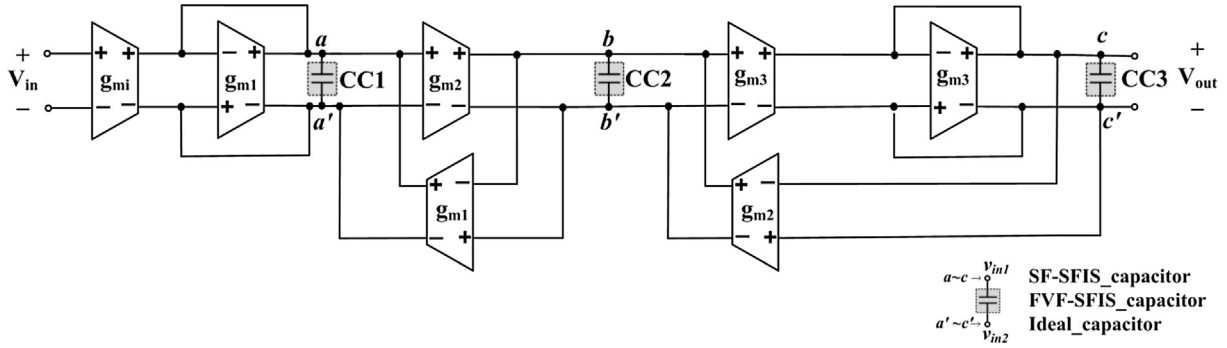 a
b
c
+ + + − + + + + + + − + +
V_in g_mi g_m1 CC1 g_m2 CC2 g_m3 g_m3 CC3 V_out
− − − + − − − − − + − −
a'
b'
c'
+ − + −
g_m1 g_m2
− + − +
a~c→ v_in1 SF-SFIS_capacitor
FVF-SFIS_capacitor
a'~c'→ v_in2 Ideal_capacitor